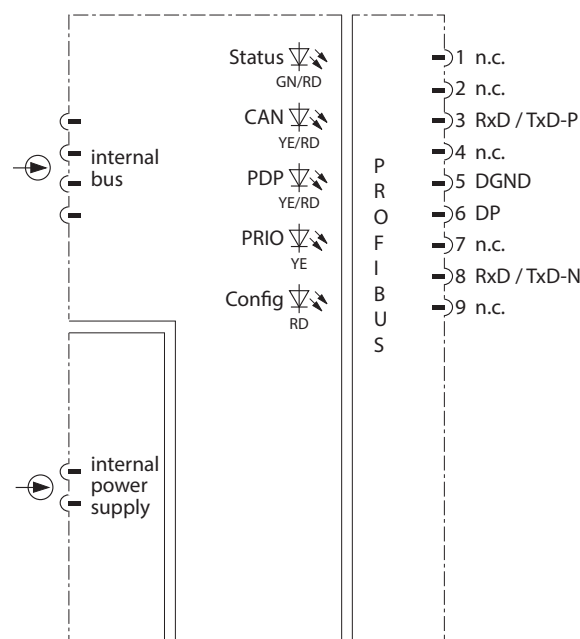 Status
GN/RD
CAN
YE/RD
PDP
YE/RD
PRIO
YE
Config
RD
internal
bus
internal
power
supply
PROFIBUS
1 n.c.
2 n.c.
3 RxD / TxD-P
4 n.c.
5 DGND
6 DP
7 n.c.
8 RxD / TxD-N
9 n.c.